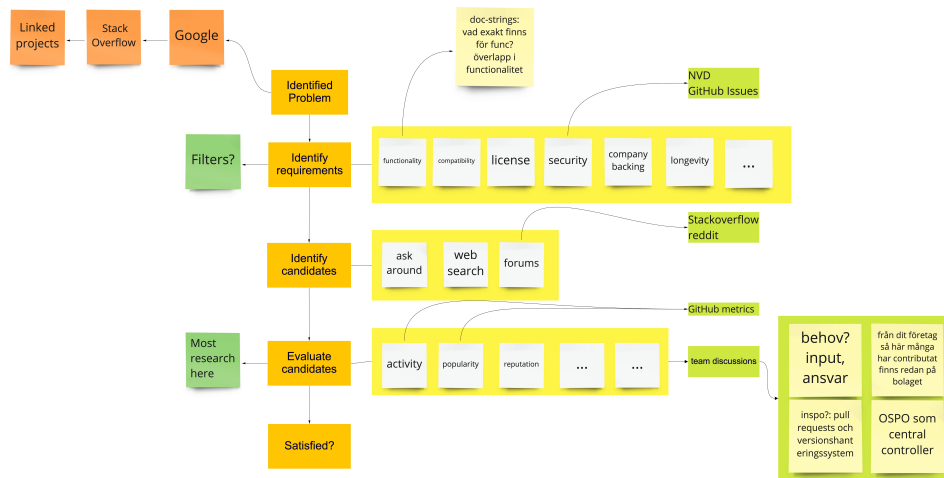 Linked
projects
Stack
Overflow
Google
doc-strings:
vad exakt finns
för func?
överlapp i
functionalitet
Identified
Problem
NVD
GitHub Issues
Filters?
Identify
requirements
functionality
compatibility
license
security
company
backing
longevity
...
Stackoverflow
reddit
Identify
candidates
ask
around
web
search
forums
GitHub metrics
Most
research
here
Evaluate
candidates
activity
popularity
reputation
...
...
team discussions
behov?
input,
ansvar
från dit företag
så här många
har contributat
finns redan på
bolaget
inspo?: pull
requests och
versionshant
eringssystem
OSPO som
central
controller
Satisfied?